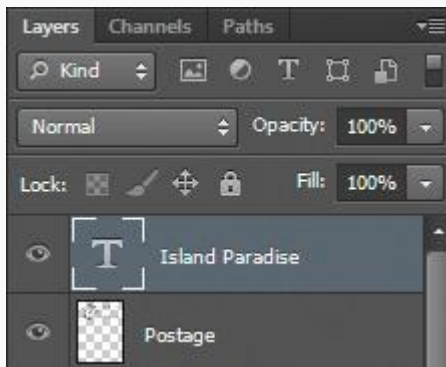 Layers Channels Paths
Kind T
Normal Opacity: 100%
Lock: Fill: 100%
T Island Paradise
Postage